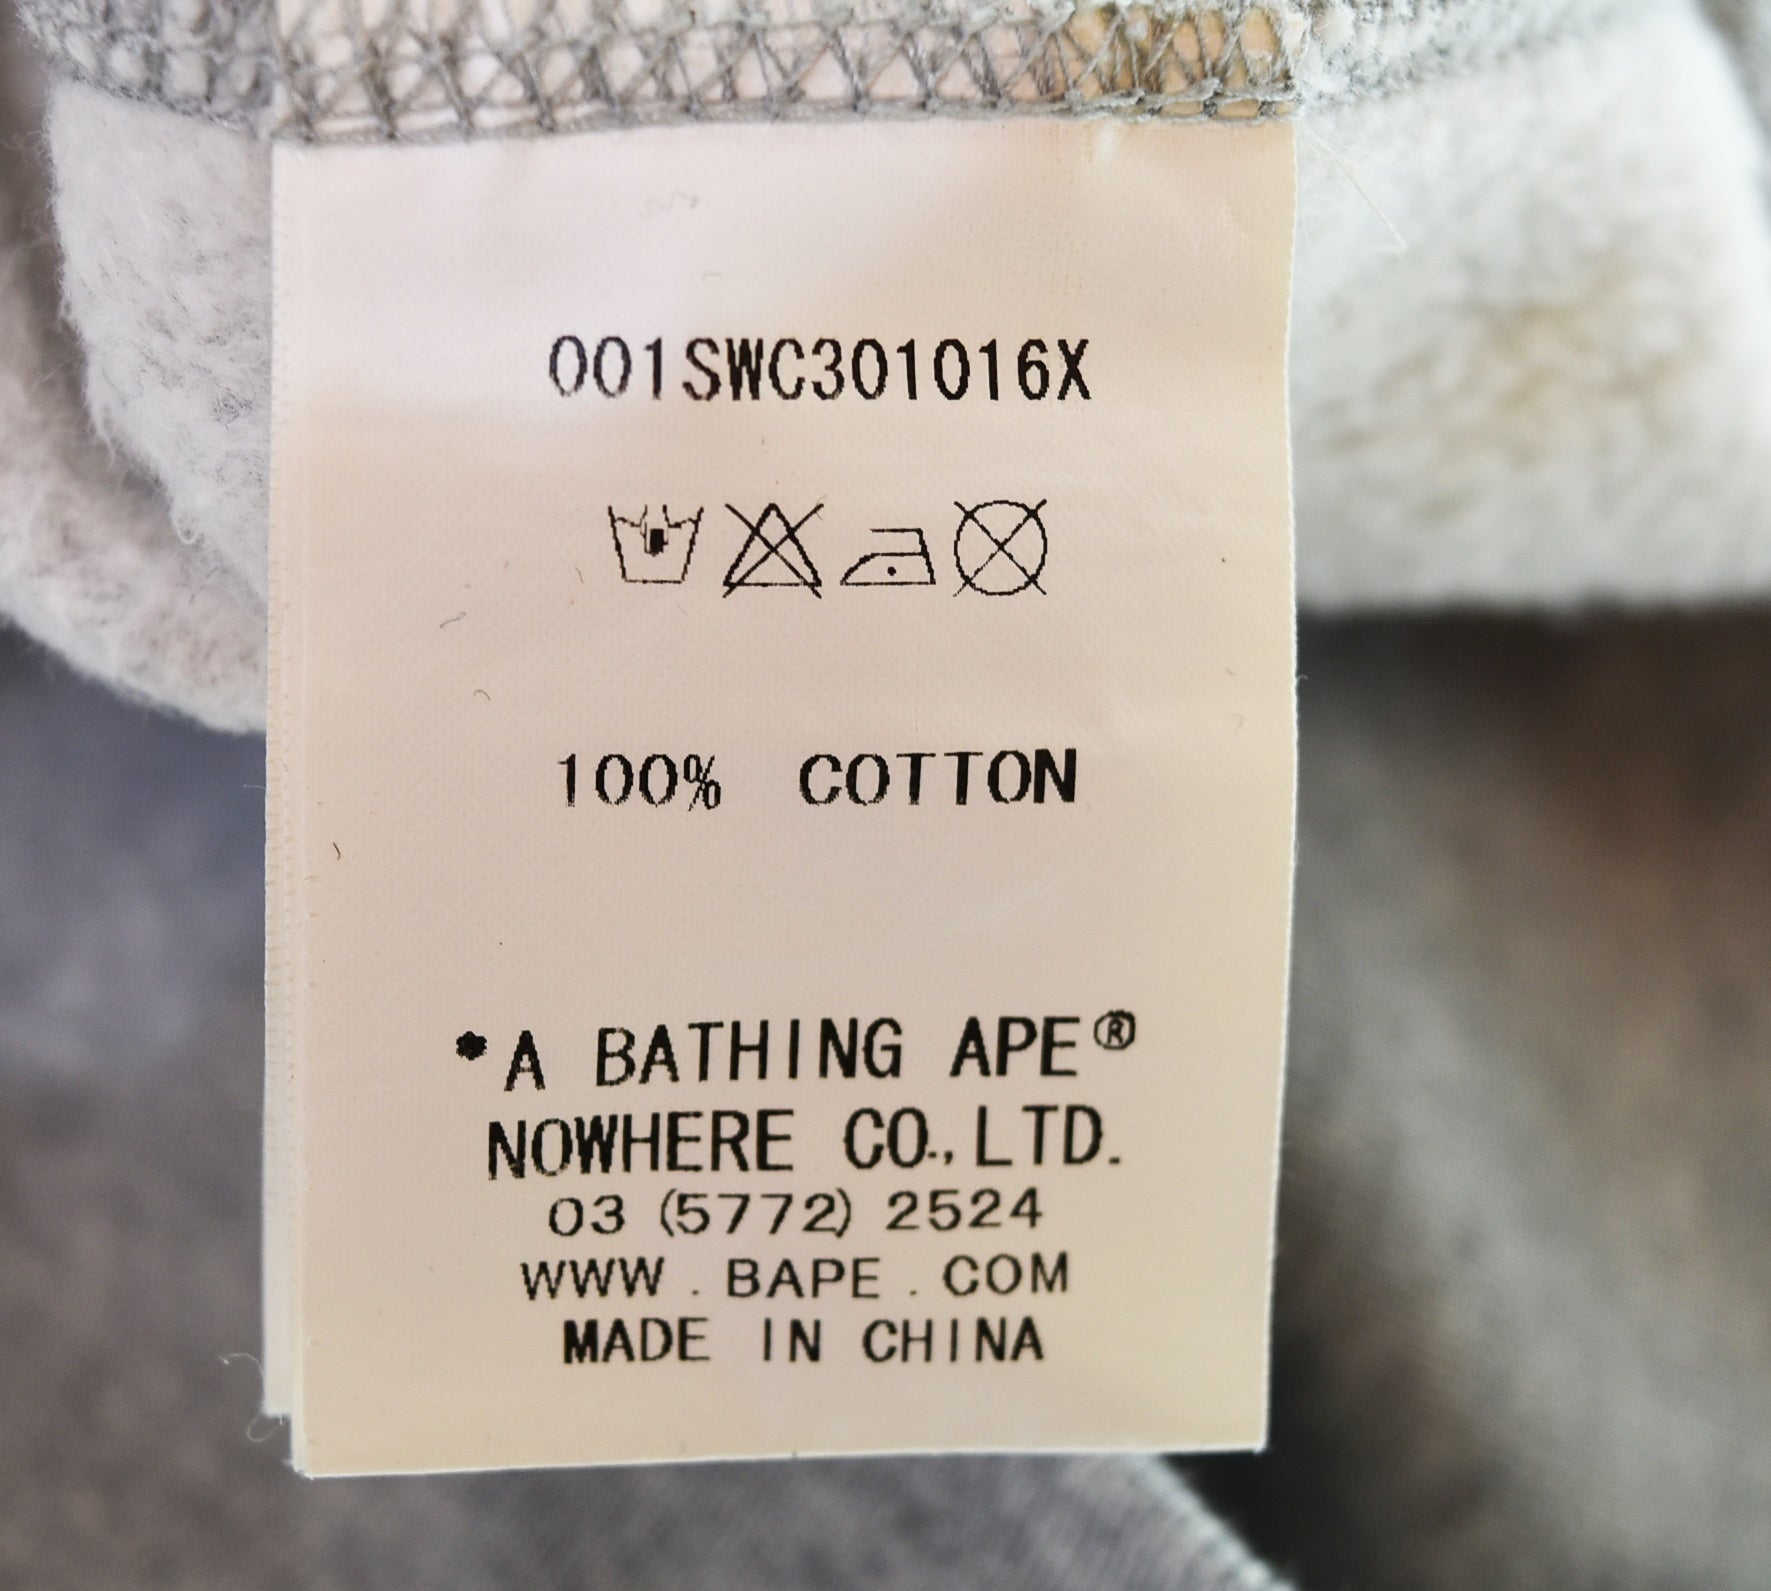 001SWC301016X
100% COTTON
*A BATHING APE®
NOWHERE CO., LTD.
03 (5772) 2524
WWW . BAPE . COM
MADE IN CHINA